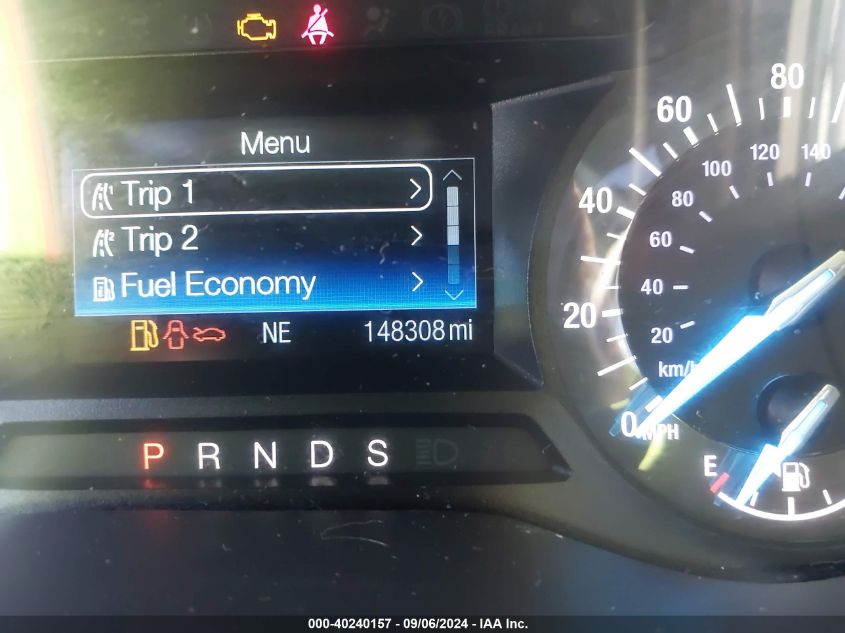 Menu
Trip 1
Trip 2
Fuel Economy
NE 148308 mi
P R N D S
0 20 40 60 80
MPH
20 40 60 80 100 120 140
km/h
E
000-40240157 - 09/06/2024 - IAA Inc.